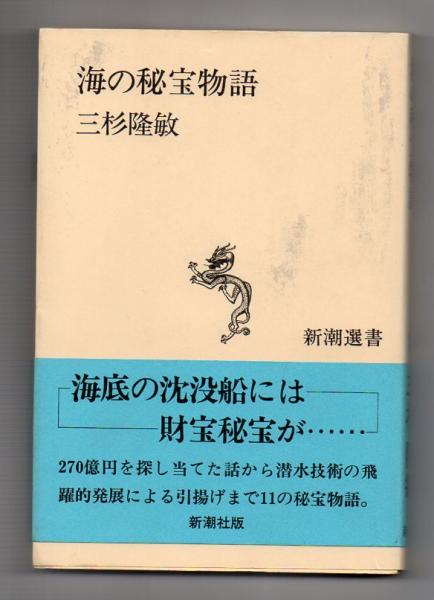 海の秘宝物語
三杉隆敏
新潮選書
海底の沈没船には
財宝秘宝が……
270億円を探し当てた話から潜水技術の飛
躍的発展による引揚げまで11の秘宝物語。
新潮社版